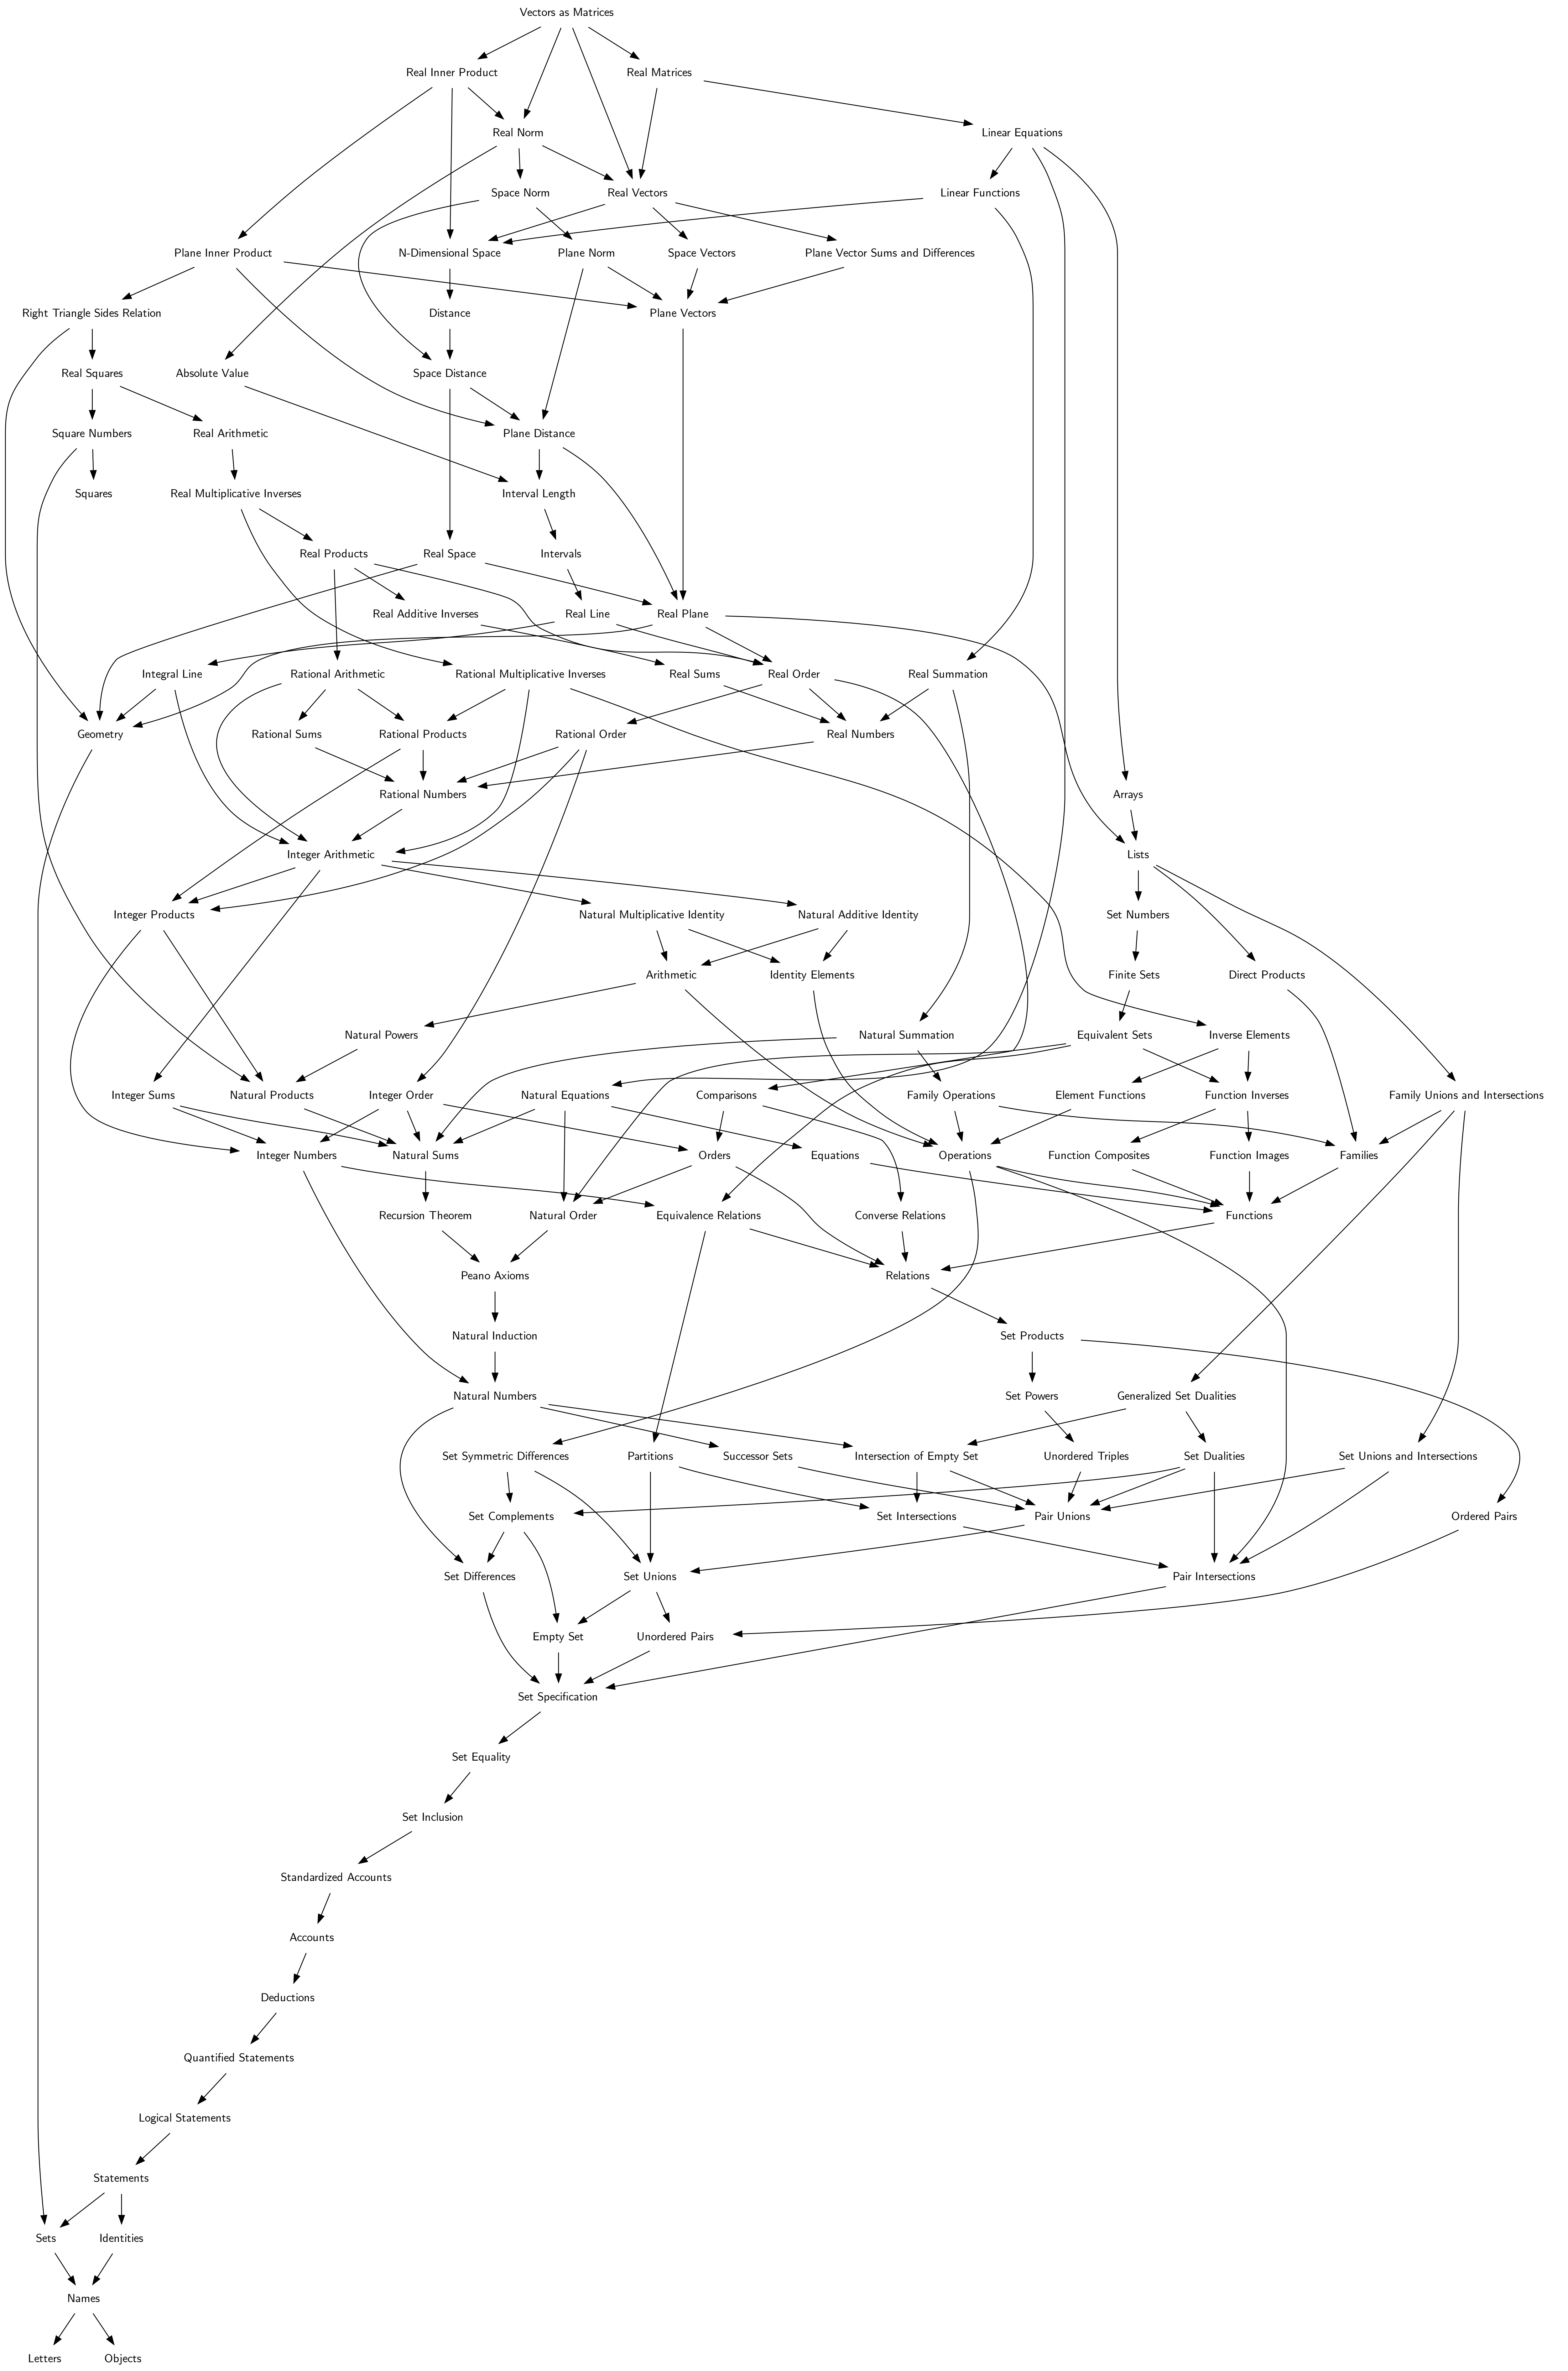 Vectors as Matrices
Real Inner Product
Real Matrices
Real Norm
Linear Equations
Space Norm
Real Vectors
Linear Functions
Plane Inner Product
N-Dimensional Space
Plane Norm
Space Vectors
Plane Vector Sums and Differences
Right Triangle Sides Relation
Distance
Plane Vectors
Real Squares
Absolute Value
Space Distance
Square Numbers
Real Arithmetic
Plane Distance
Squares
Real Multiplicative Inverses
Interval Length
Real Products
Real Space
Intervals
Real Additive Inverses
Real Line
Real Plane
Integral Line
Rational Arithmetic
Rational Multiplicative Inverses
Real Sums
Real Order
Real Summation
Geometry
Rational Sums
Rational Products
Rational Order
Real Numbers
Rational Numbers
Arrays
Integer Arithmetic
Lists
Integer Products
Natural Multiplicative Identity
Natural Additive Identity
Set Numbers
Arithmetic
Identity Elements
Finite Sets
Direct Products
Natural Powers
Natural Summation
Equivalent Sets
Inverse Elements
Integer Sums
Natural Products
Integer Order
Natural Equations
Comparisons
Family Operations
Element Functions
Function Inverses
Family Unions and Intersections
Integer Numbers
Natural Sums
Orders
Equations
Operations
Function Composites
Function Images
Families
Recursion Theorem
Natural Order
Equivalence Relations
Converse Relations
Functions
Peano Axioms
Relations
Natural Induction
Set Products
Natural Numbers
Set Powers
Generalized Set Dualities
Set Symmetric Differences
Partitions
Successor Sets
Intersection of Empty Set
Unordered Triples
Set Dualities
Set Unions and Intersections
Set Complements
Set Intersections
Pair Unions
Ordered Pairs
Set Differences
Set Unions
Pair Intersections
Empty Set
Unordered Pairs
Set Specification
Set Equality
Set Inclusion
Standardized Accounts
Accounts
Deductions
Quantified Statements
Logical Statements
Statements
Sets
Identities
Names
Letters
Objects